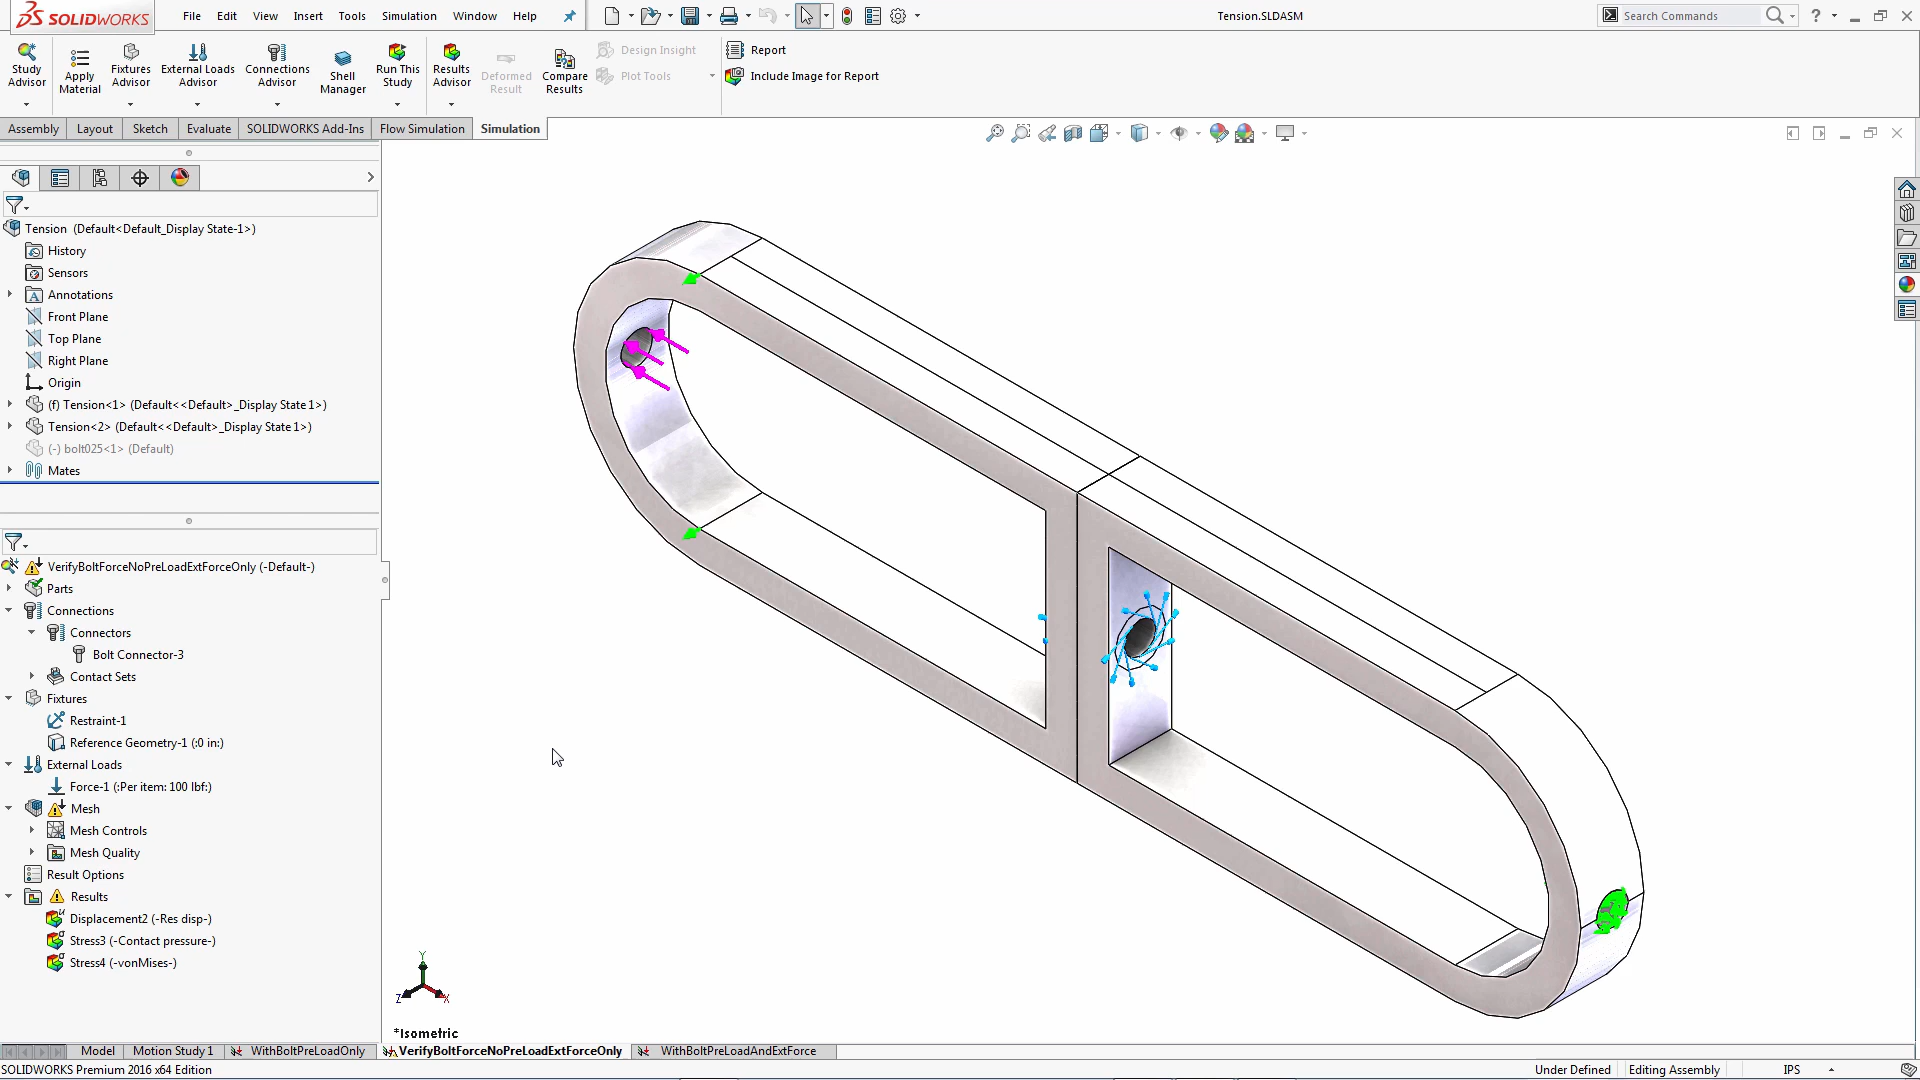 SOLIDWORKS File Edit View Insert Tools Simulation Window Help Tension.SLDASM Search Commands
Study Advisor
Apply Material
Fixtures Advisor
External Loads Advisor
Connections Advisor
Shell Manager
Run This Study
Results Advisor
Deformed Result
Compare Results
Design Insight
Plot Tools
Report
Include Image for Report
Assembly Layout Sketch Evaluate SOLIDWORKS Add-Ins Flow Simulation Simulation
Tension (Default<Default_Display State-1>)
History
Sensors
Annotations
Front Plane
Top Plane
Right Plane
Origin
(f) Tension<1> (Default<<Default>_Display State 1>)
Tension<2> (Default<<Default>_Display State 1>)
(-) bolt025<1> (Default)
Mates
VerifyBoltForceNoPreLoadExtForceOnly (-Default-)
Parts
Connections
Connectors
Bolt Connector-3
Contact Sets
Fixtures
Restraint-1
Reference Geometry-1 (:0 in:)
External Loads
Force-1 (:Per item: 100 lbf:)
Mesh
Mesh Controls
Mesh Quality
Result Options
Results
Displacement2 (-Res disp-)
Stress3 (-Contact pressure-)
Stress4 (-vonMises-)
Y
Z X
*Isometric
Model Motion Study 1 WithBoltPreLoadOnly VerifyBoltForceNoPreLoadExtForceOnly WithBoltPreLoadAndExtForce
SOLIDWORKS Premium 2016 x64 Edition Under Defined Editing Assembly IPS